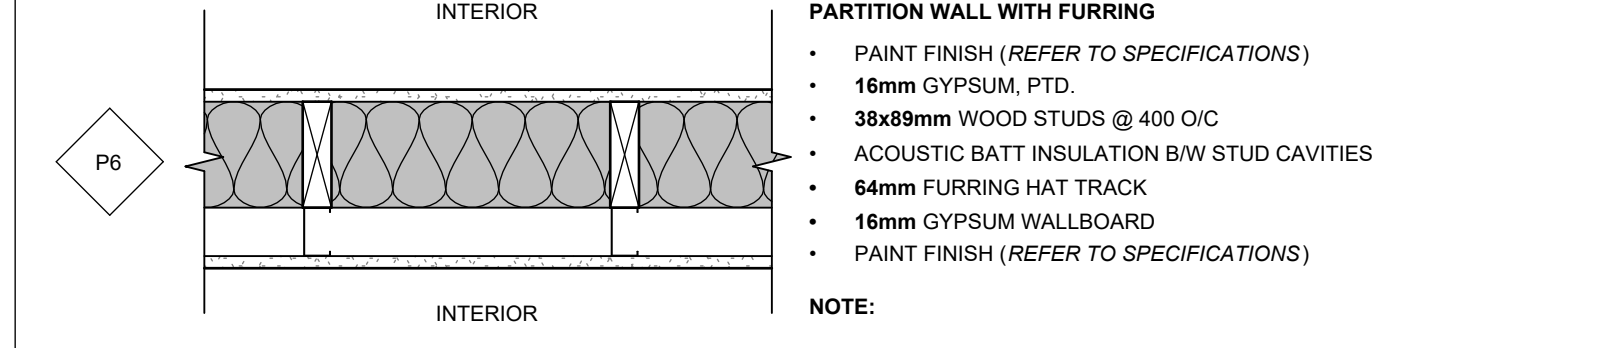 INTERIOR
P6
INTERIOR
PARTITION WALL WITH FURRING
• PAINT FINISH (REFER TO SPECIFICATIONS)
• 16mm GYPSUM, PTD.
• 38x89mm WOOD STUDS @ 400 O/C
• ACOUSTIC BATT INSULATION B/W STUD CAVITIES
• 64mm FURRING HAT TRACK
• 16mm GYPSUM WALLBOARD
• PAINT FINISH (REFER TO SPECIFICATIONS)
NOTE: